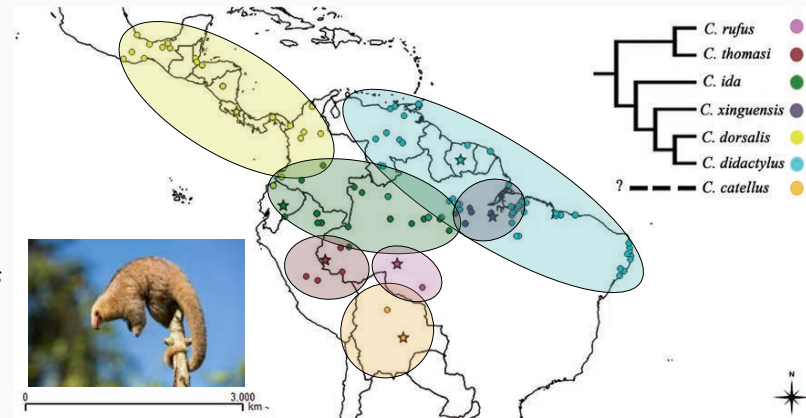 C. rufus
C. thomasi
C. ida
C. xinguensis
C. dorsalis
C. didactylus
? C. catellus
N
0 3,000
km